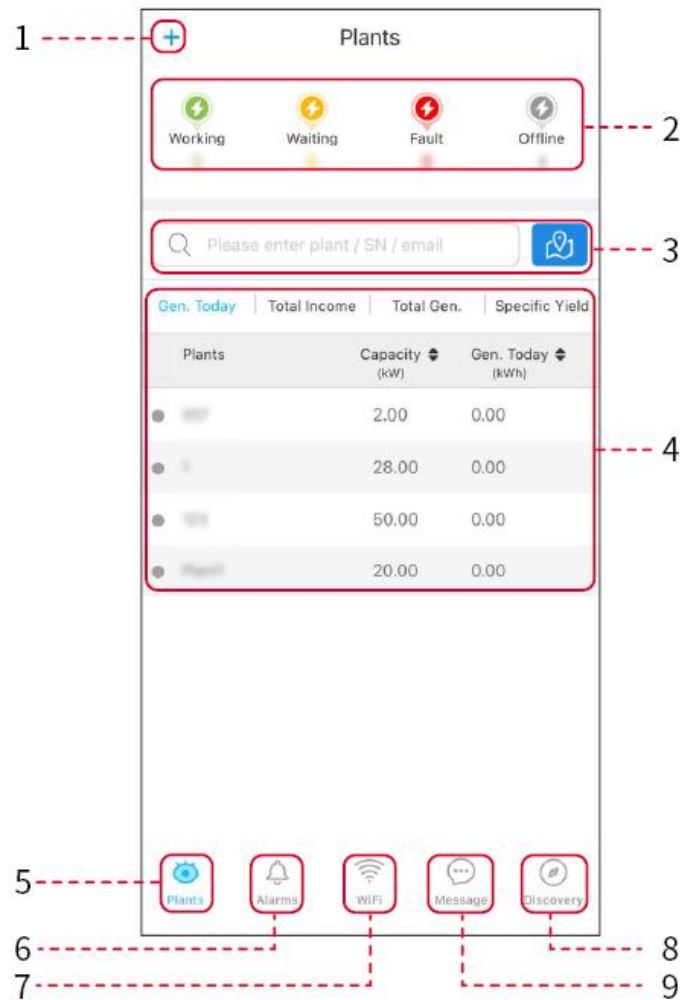 1
Plants
Working Waiting Fault Offline
2
Please enter plant / SN / email
3
Gen. Today Total Income Total Gen. Specific Yield
Plants Capacity Gen. Today
(kW) (kWh)
2.00 0.00
28.00 0.00
4
50.00 0.00
20.00 0.00
5
Plants Alarms WiFi Message Discovery
6 8
7 9